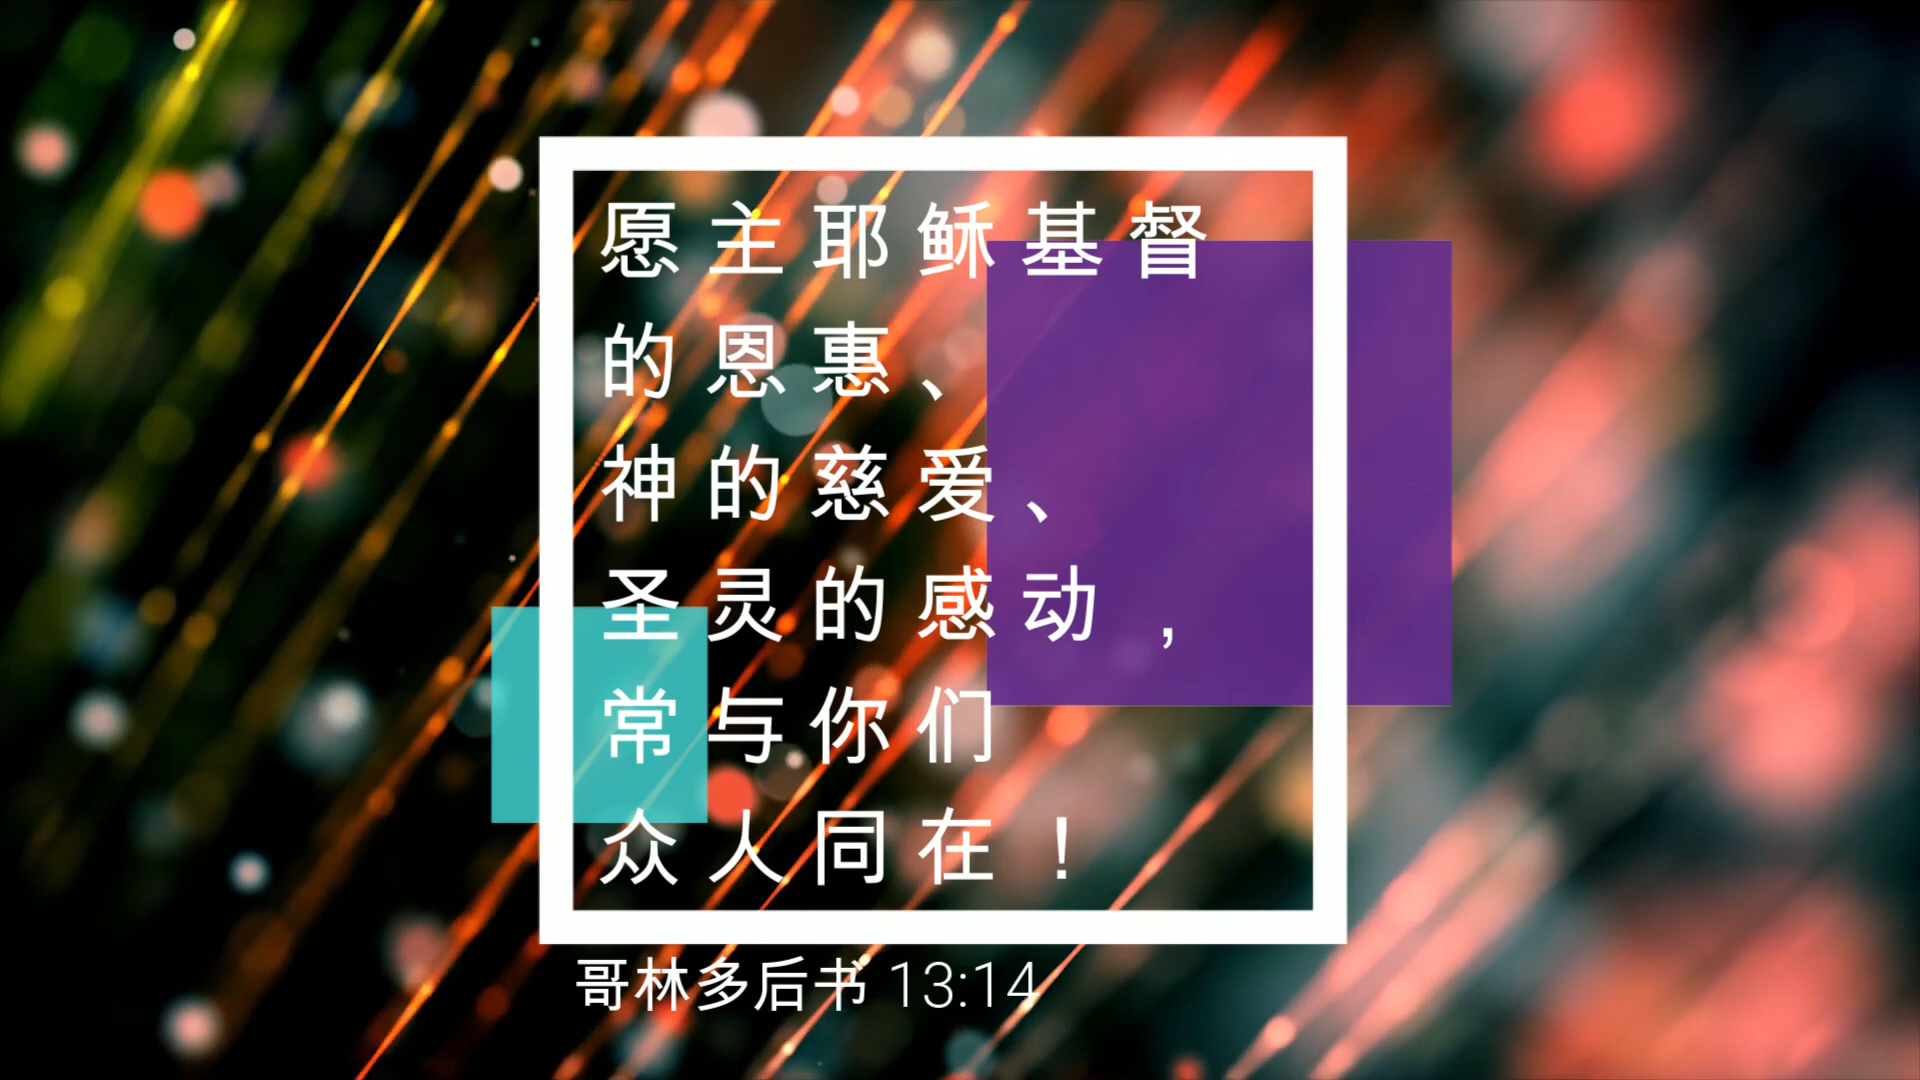 愿主耶稣基督
的恩惠、
神的慈爱、
圣灵的感动，
常与你们
众人同在！
哥林多后书 13:14